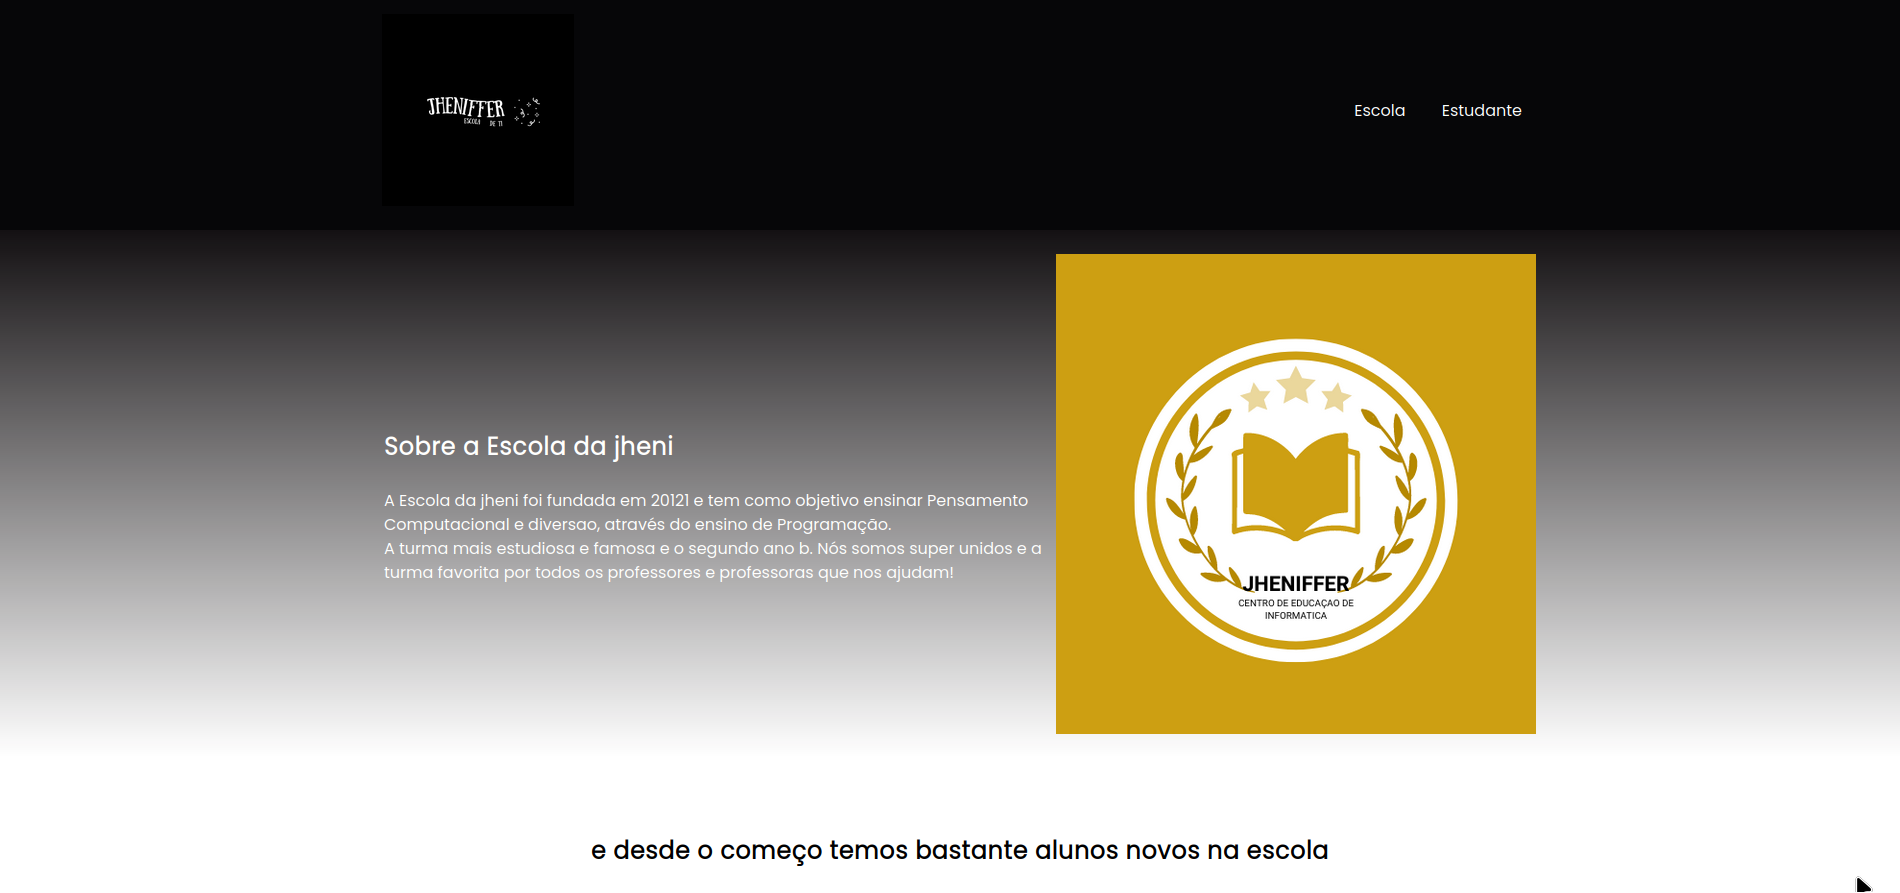 JHENIFFER
ESCOLA DE TI
Escola Estudante
Sobre a Escola da jheni
A Escola da jheni foi fundada em 20121 e tem como objetivo ensinar Pensamento
Computacional e diversao, através do ensino de Programação.
A turma mais estudiosa e famosa e o segundo ano b. Nós somos super unidos e a
turma favorita por todos os professores e professoras que nos ajudam!
JHENIFFER
CENTRO DE EDUCAÇAO DE
INFORMATICA
e desde o começo temos bastante alunos novos na escola